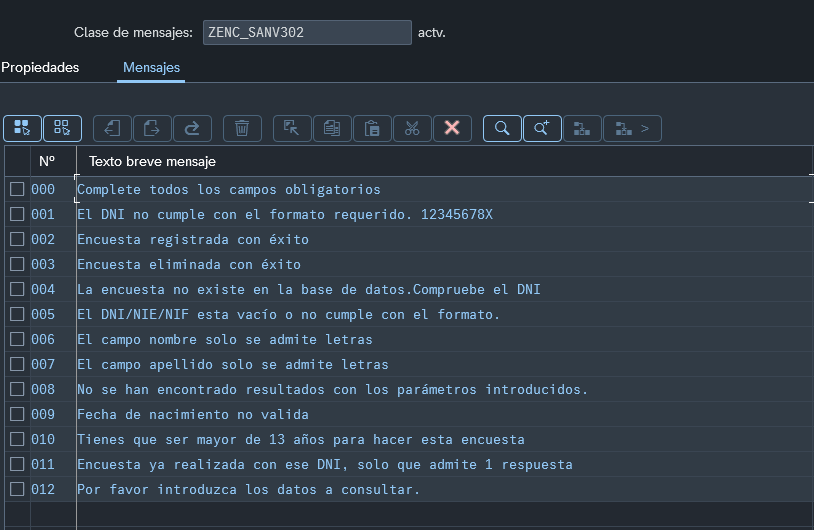 Clase de mensajes: ZENC_SANV302 actv.
Propiedades Mensajes
Nº Texto breve mensaje
000 Complete todos los campos obligatorios
001 El DNI no cumple con el formato requerido. 12345678X
002 Encuesta registrada con éxito
003 Encuesta eliminada con éxito
004 La encuesta no existe en la base de datos.Compruebe el DNI
005 El DNI/NIE/NIF esta vacío o no cumple con el formato.
006 El campo nombre solo se admite letras
007 El campo apellido solo se admite letras
008 No se han encontrado resultados con los parámetros introducidos.
009 Fecha de nacimiento no valida
010 Tienes que ser mayor de 13 años para hacer esta encuesta
011 Encuesta ya realizada con ese DNI, solo que admite 1 respuesta
012 Por favor introduzca los datos a consultar.